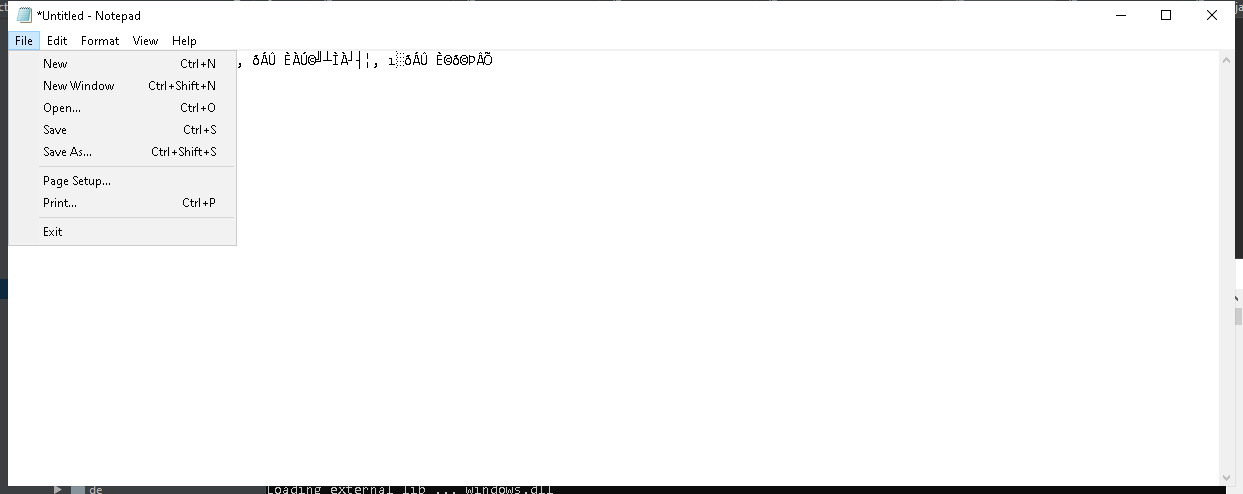 *Untitled - Notepad
File Edit Format View Help
, ðÁÛ ÈÀÚ©╝┴ÌÀ┘┤¦, ı░ðÁÛ È©ð©ÞÂÕ
New Ctrl+N
New Window Ctrl+Shift+N
Open... Ctrl+O
Save Ctrl+S
Save As... Ctrl+Shift+S
Page Setup...
Print... Ctrl+P
Exit
de
Loading external lib ... windows.dll